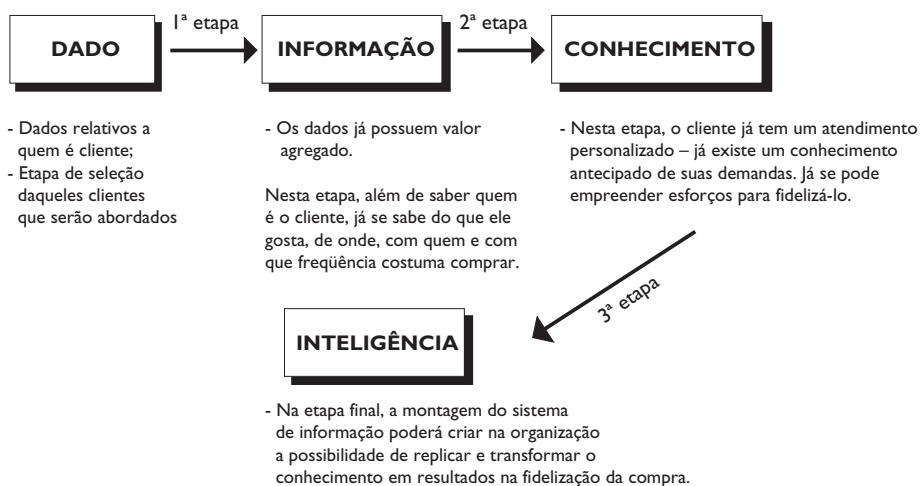 1ª etapa
2ª etapa
DADO
INFORMAÇÃO
CONHECIMENTO
- Dados relativos a
quem é cliente;
- Etapa de seleção
daqueles clientes
que serão abordados
- Os dados já possuem valor
agregado.
Nesta etapa, além de saber quem
é o cliente, já se sabe do que ele
gosta, de onde, com quem e com
que freqüência costuma comprar.
- Nesta etapa, o cliente já tem um atendimento
personalizado – já existe um conhecimento
antecipado de suas demandas. Já se pode
empreender esforços para fidelizá-lo.
3ª etapa
INTELIGÊNCIA
- Na etapa final, a montagem do sistema
de informação poderá criar na organização
a possibilidade de replicar e transformar o
conhecimento em resultados na fidelização da compra.